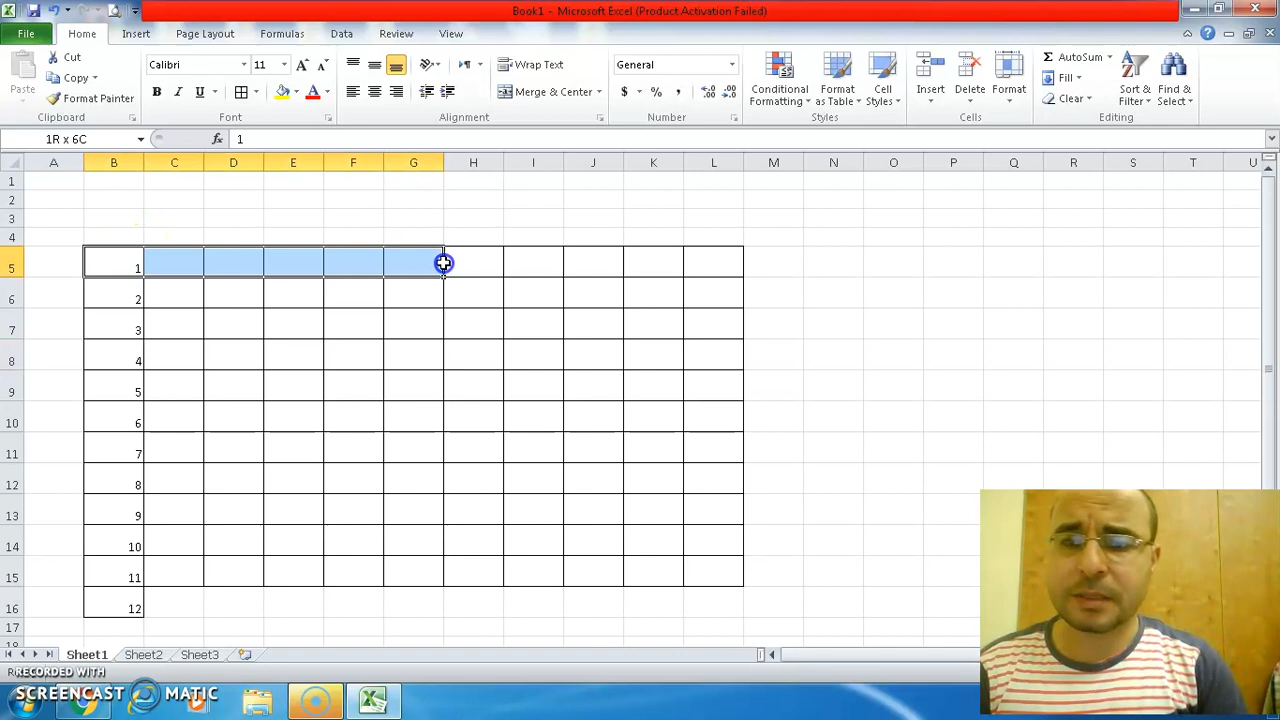 Book1 - Microsoft Excel (Product Activation Failed)
File Home Insert Page Layout Formulas Data Review View
Cut
Copy
Format Painter
Paste
Clipboard
Calibri 11
B I U
Font
Wrap Text
Merge & Center
Alignment
General
$ % ,
Number
Conditional Formatting
Format as Table
Cell Styles
Styles
Insert
Delete
Format
Cells
AutoSum
Fill
Clear
Sort & Filter
Find & Select
Editing
1R x 6C fx 1
A B C D E F G H I J K L M N O P Q R S T U
1
2
3
4
5 1
6 2
7 3
8 4
9 5
10 6
11 7
12 8
13 9
14 10
15 11
16 12
17
18
Sheet1 Sheet2 Sheet3
RECORDED WITH
SCREENCAST MATIC